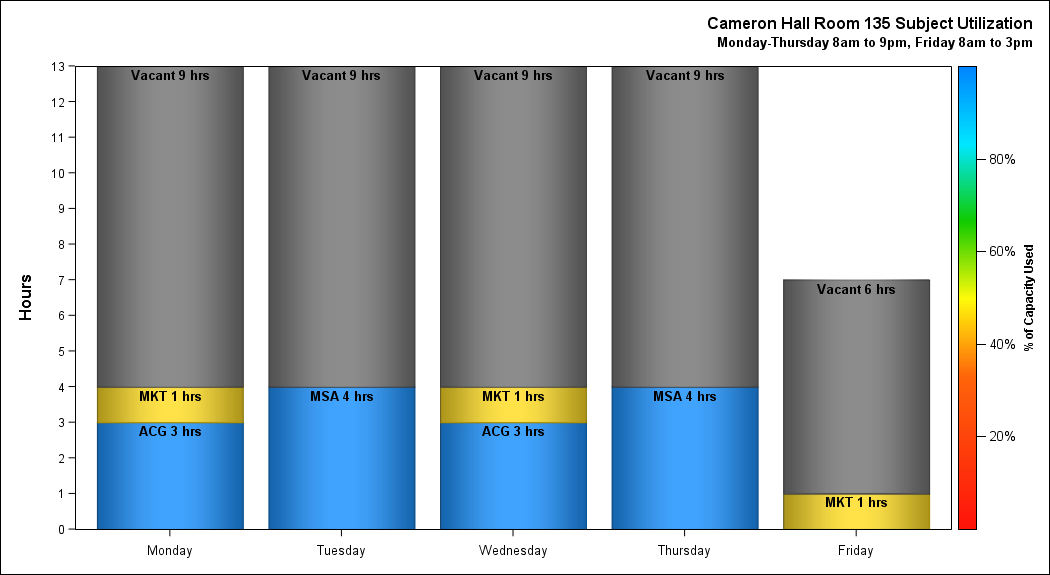 Cameron Hall Room 135 Subject Utilization
Monday-Thursday 8am to 9pm, Friday 8am to 3pm
Hours
13
12
11
10
9
8
7
6
5
4
3
2
1
0
Vacant 9 hrs
MKT 1 hrs
ACG 3 hrs
Vacant 9 hrs
MSA 4 hrs
Vacant 9 hrs
MKT 1 hrs
ACG 3 hrs
Vacant 9 hrs
MSA 4 hrs
Vacant 6 hrs
MKT 1 hrs
Monday
Tuesday
Wednesday
Thursday
Friday
80%
60%
40%
20%
% of Capacity Used